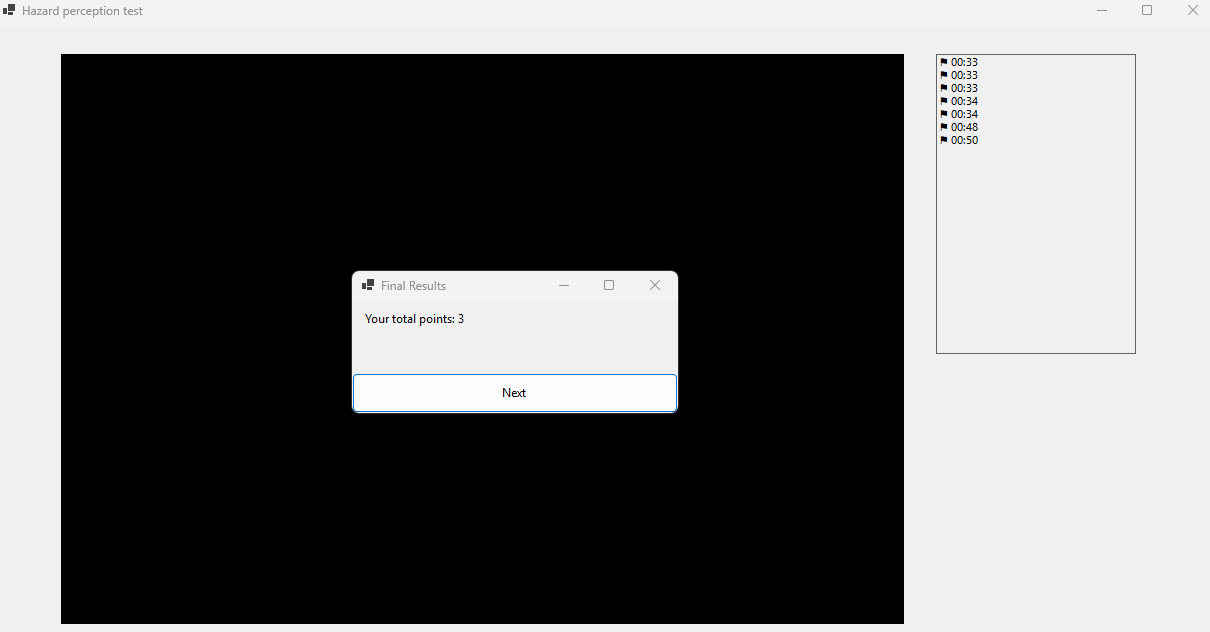 Hazard perception test
⚑ 00:33
⚑ 00:33
⚑ 00:33
⚑ 00:34
⚑ 00:34
⚑ 00:48
⚑ 00:50
Final Results
Your total points: 3
Next